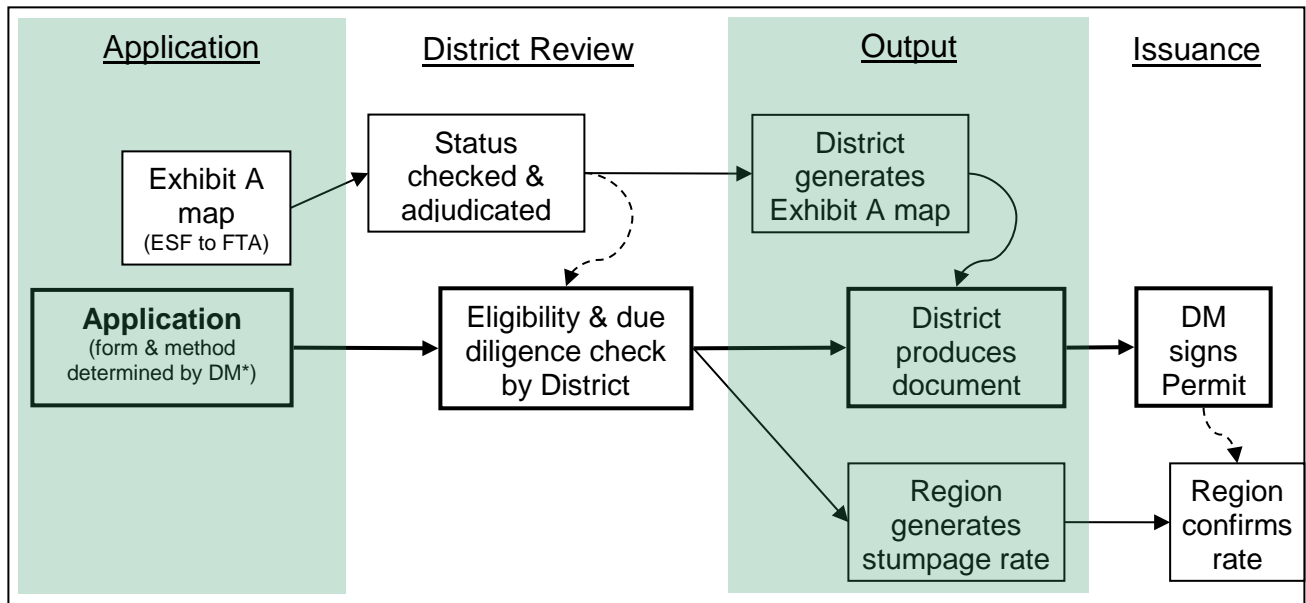 Application
District Review
Output
Issuance
Exhibit A
map
(ESF to FTA)
Status
checked &
adjudicated
District
generates
Exhibit A map
Application
(form & method
determined by DM*)
Eligibility & due
diligence check
by District
District
produces
document
DM
signs
Permit
Region
generates
stumpage rate
Region
confirms
rate